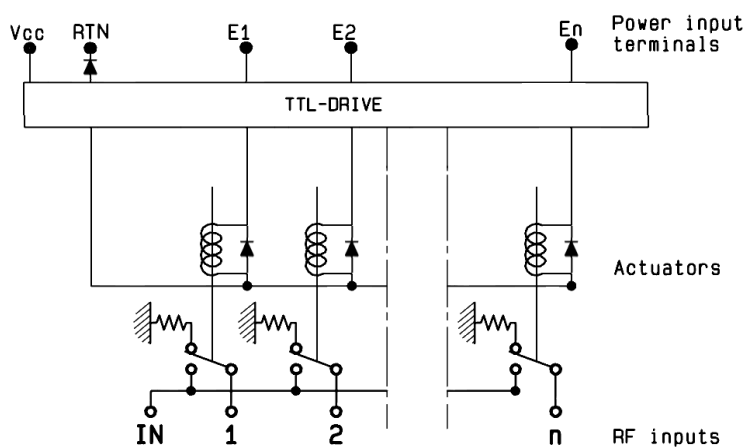 Vcc RTN E1 E2 En Power input
terminals
TTL-DRIVE
Actuators
IN 1 2 n RF inputs